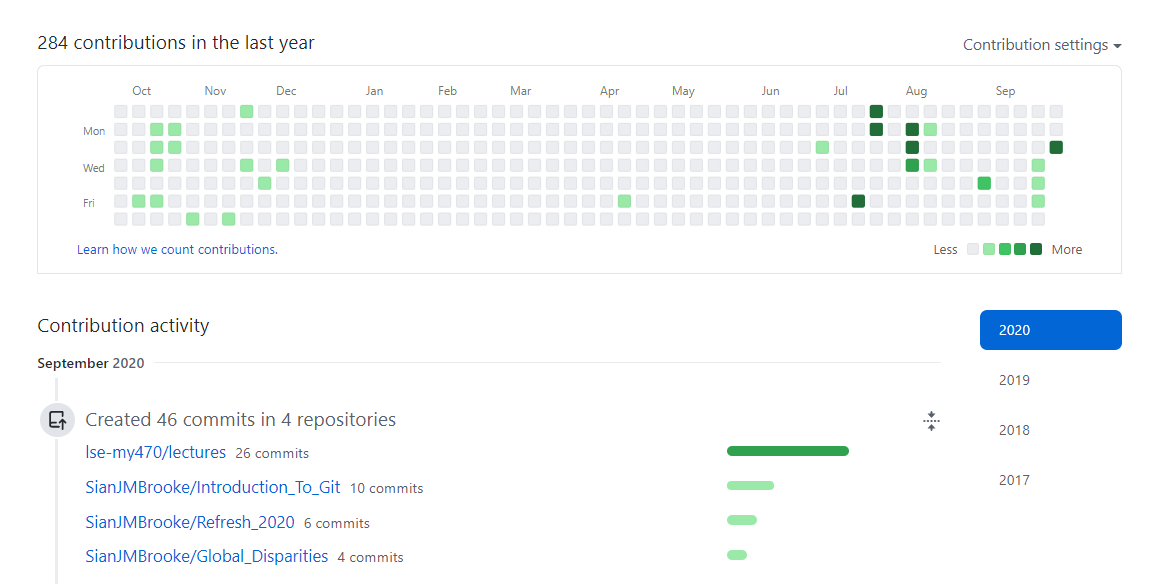 284 contributions in the last year
Contribution settings
Oct Nov Dec Jan Feb Mar Apr May Jun Jul Aug Sep
Mon
Wed
Fri
Learn how we count contributions.
Less More
Contribution activity
2020
September 2020
2019
Created 46 commits in 4 repositories
2018
lse-my470/lectures 26 commits
2017
SianJMBrooke/Introduction_To_Git 10 commits
SianJMBrooke/Refresh_2020 6 commits
SianJMBrooke/Global_Disparities 4 commits